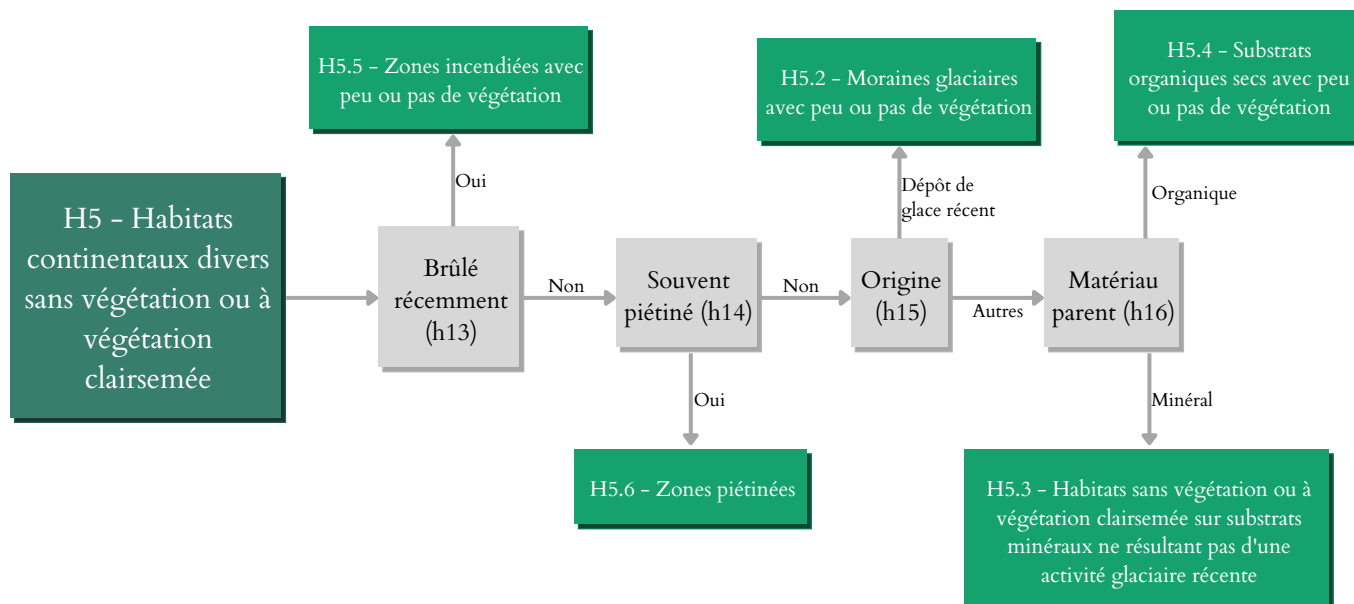 H5 - Habitats
continentaux divers
sans végétation ou à
végétation
clairsemée
H5.5 - Zones incendiées avec
peu ou pas de végétation
Oui
Brûlé
récemment
(h13)
Non
Souvent
piétiné (h14)
Oui
H5.6 - Zones piétinées
Non
H5.2 - Moraines glaciaires
avec peu ou pas de végétation
Dépôt de
glace récent
Origine
(h15)
Autres
H5.4 - Substrats
organiques secs avec peu
ou pas de végétation
Organique
Matériau
parent (h16)
Minéral
H5.3 - Habitats sans végétation ou à
végétation clairsemée sur substrats
minéraux ne résultant pas d'une
activité glaciaire récente